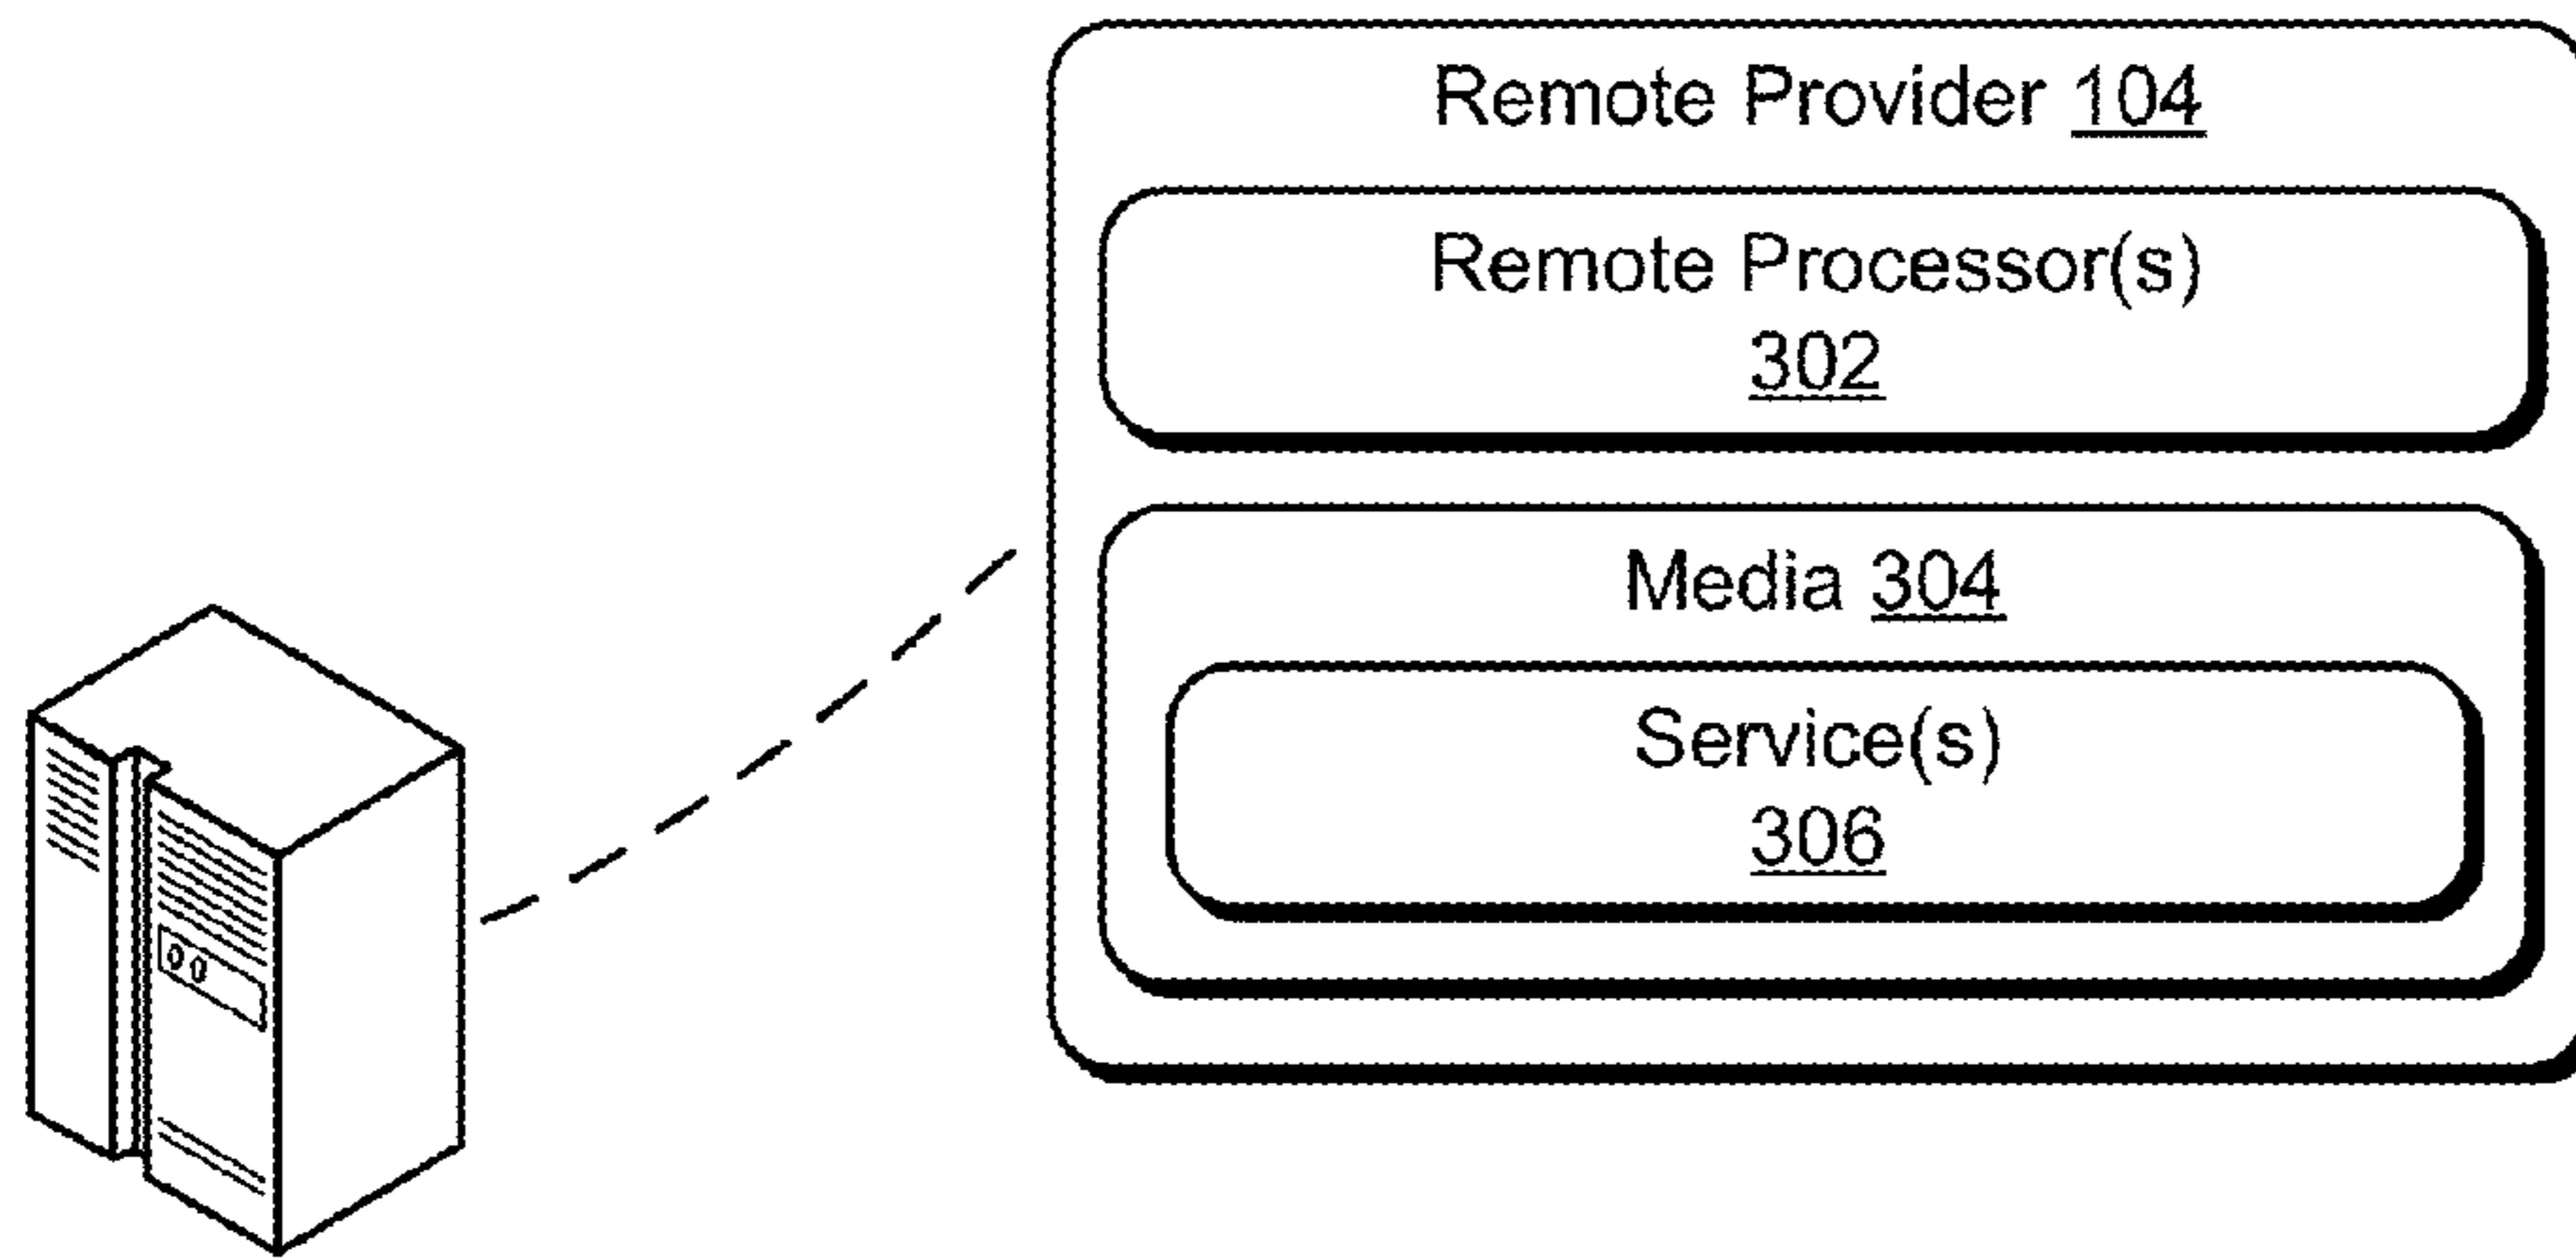 Remote Provider 104
Remote Processor(s)
302
Media 304
Service(s)
306